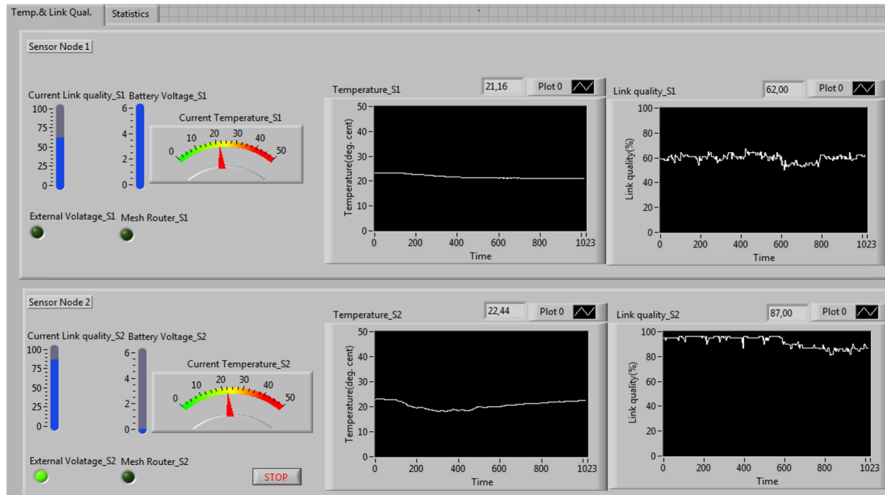 Temp.& Link Qual. Statistics
Sensor Node 1
Current Link quality_S1 Battery Voltage_S1
100
75
50
25
0
6
4
2
0
Current Temperature_S1
0 10 20 30 40 50
External Volatage_S1 Mesh Router_S1
Temperature_S1 21,16 Plot 0
Temperature(deg. cent)
50
40
30
20
10
0
0 200 400 600 800 1023
Time
Link quality_S1 62,00 Plot 0
Link quality(%)
100
80
60
40
20
0
0 200 400 600 800 1023
Time
Sensor Node 2
Current Link quality_S2 Battery Voltage_S2
100
75
50
25
0
6
4
2
0
Current Temperature_S2
0 10 20 30 40 50
External Volatage_S2 Mesh Router_S2
STOP
Temperature_S2 22,44 Plot 0
Temperature(deg. cent)
50
40
30
20
10
0
0 200 400 600 800 1023
Time
Link quality_S2 87,00 Plot 0
Link quality(%)
100
80
60
40
20
0
0 200 400 600 800 1023
Time